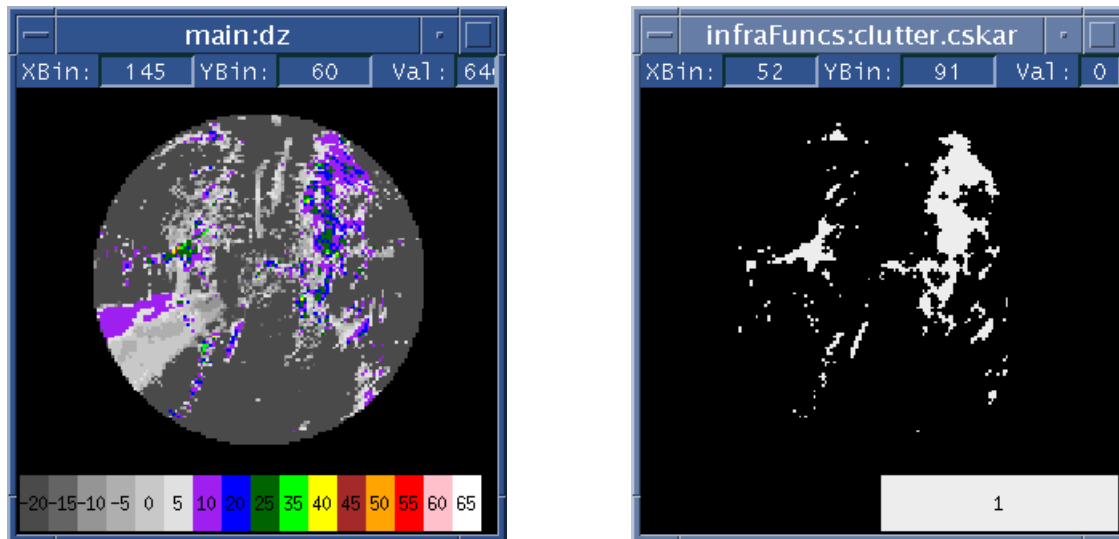 main:dz
XBin: 145 YBin: 60 Val: 64
-20 -15 -10 -5 0 5 10 20 25 35 40 45 50 55 60 65
infraFuncs:clutter.cskar
XBin: 52 YBin: 91 Val: 0
1